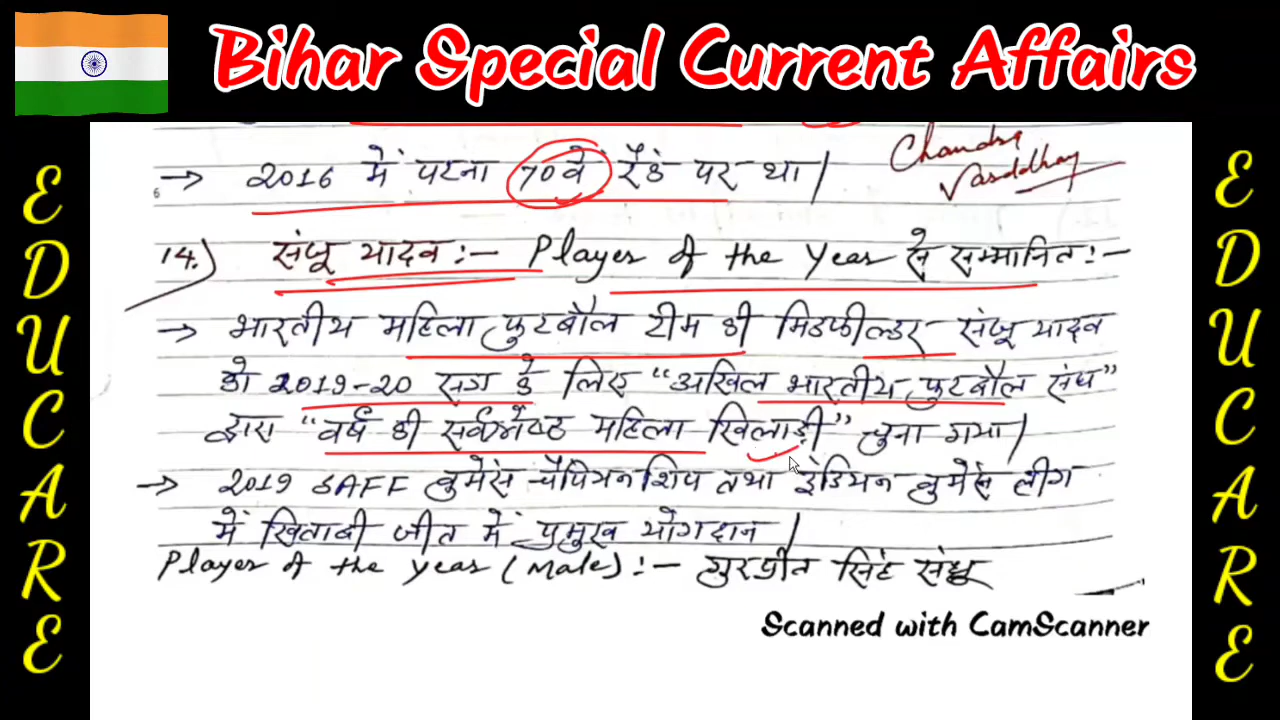 Bihar Special Current Affairs
EDUCARE
Chandra
→ 2016 में पटना 70वें रैंक पर था।
14.) संजू यादव :- Player of the Year से सम्मानित :-
→ भारतीय महिला फुटबौल टीम की मिडफील्डर संजू यादव
को 2019-20 सत्र के लिए "अखिल भारतीय फुटबौल संघ"
द्वारा "वर्ष की सर्वश्रेष्ठ महिला खिलाड़ी" चुना गया।
→ 2019 SAFF वुमेंस चैंपियनशिप तथा इंडियन वुमेंस लीग
में खिताबी जीत में प्रमुख योगदान।
Player of the year (Male) :- गुरप्रीत सिंह संधू
Scanned with CamScanner
EDUCARE